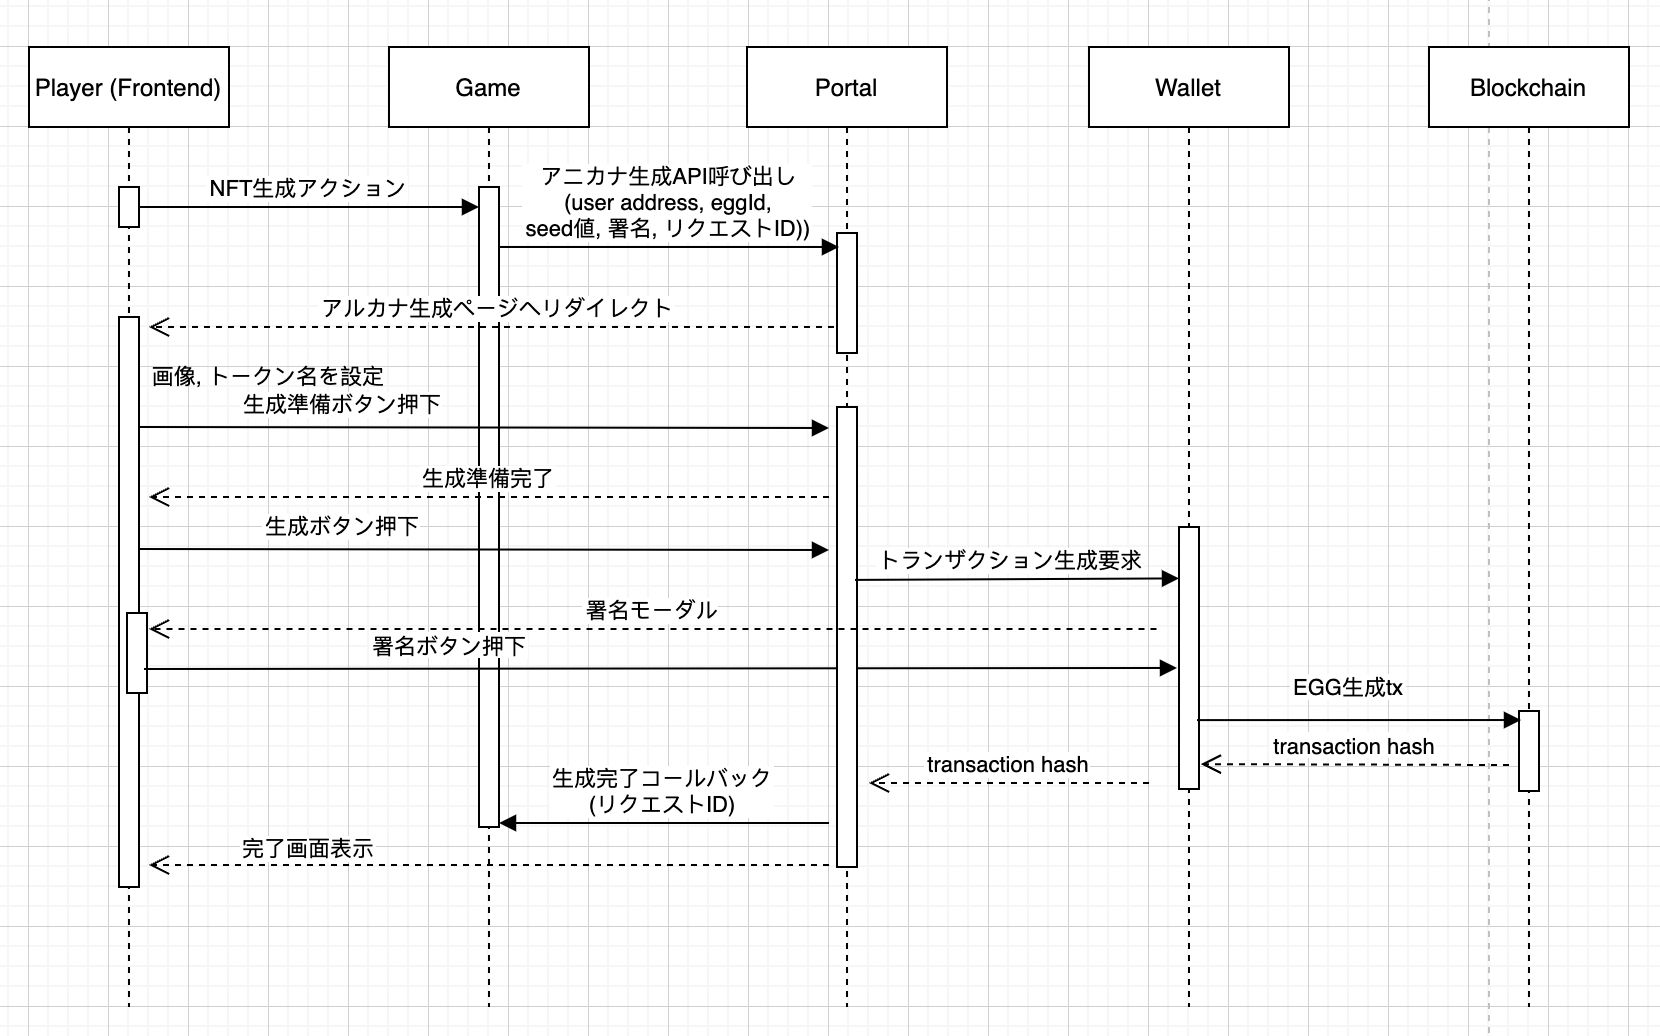 Player (Frontend)
Game
Portal
Wallet
Blockchain
NFT生成アクション
アニカナ生成API呼び出し
(user address, eggId,
seed値, 署名, リクエストID))
アルカナ生成ページへリダイレクト
画像, トークン名を設定
生成準備ボタン押下
生成準備完了
生成ボタン押下
トランザクション生成要求
署名モーダル
署名ボタン押下
EGG生成tx
transaction hash
transaction hash
生成完了コールバック
(リクエストID)
完了画面表示